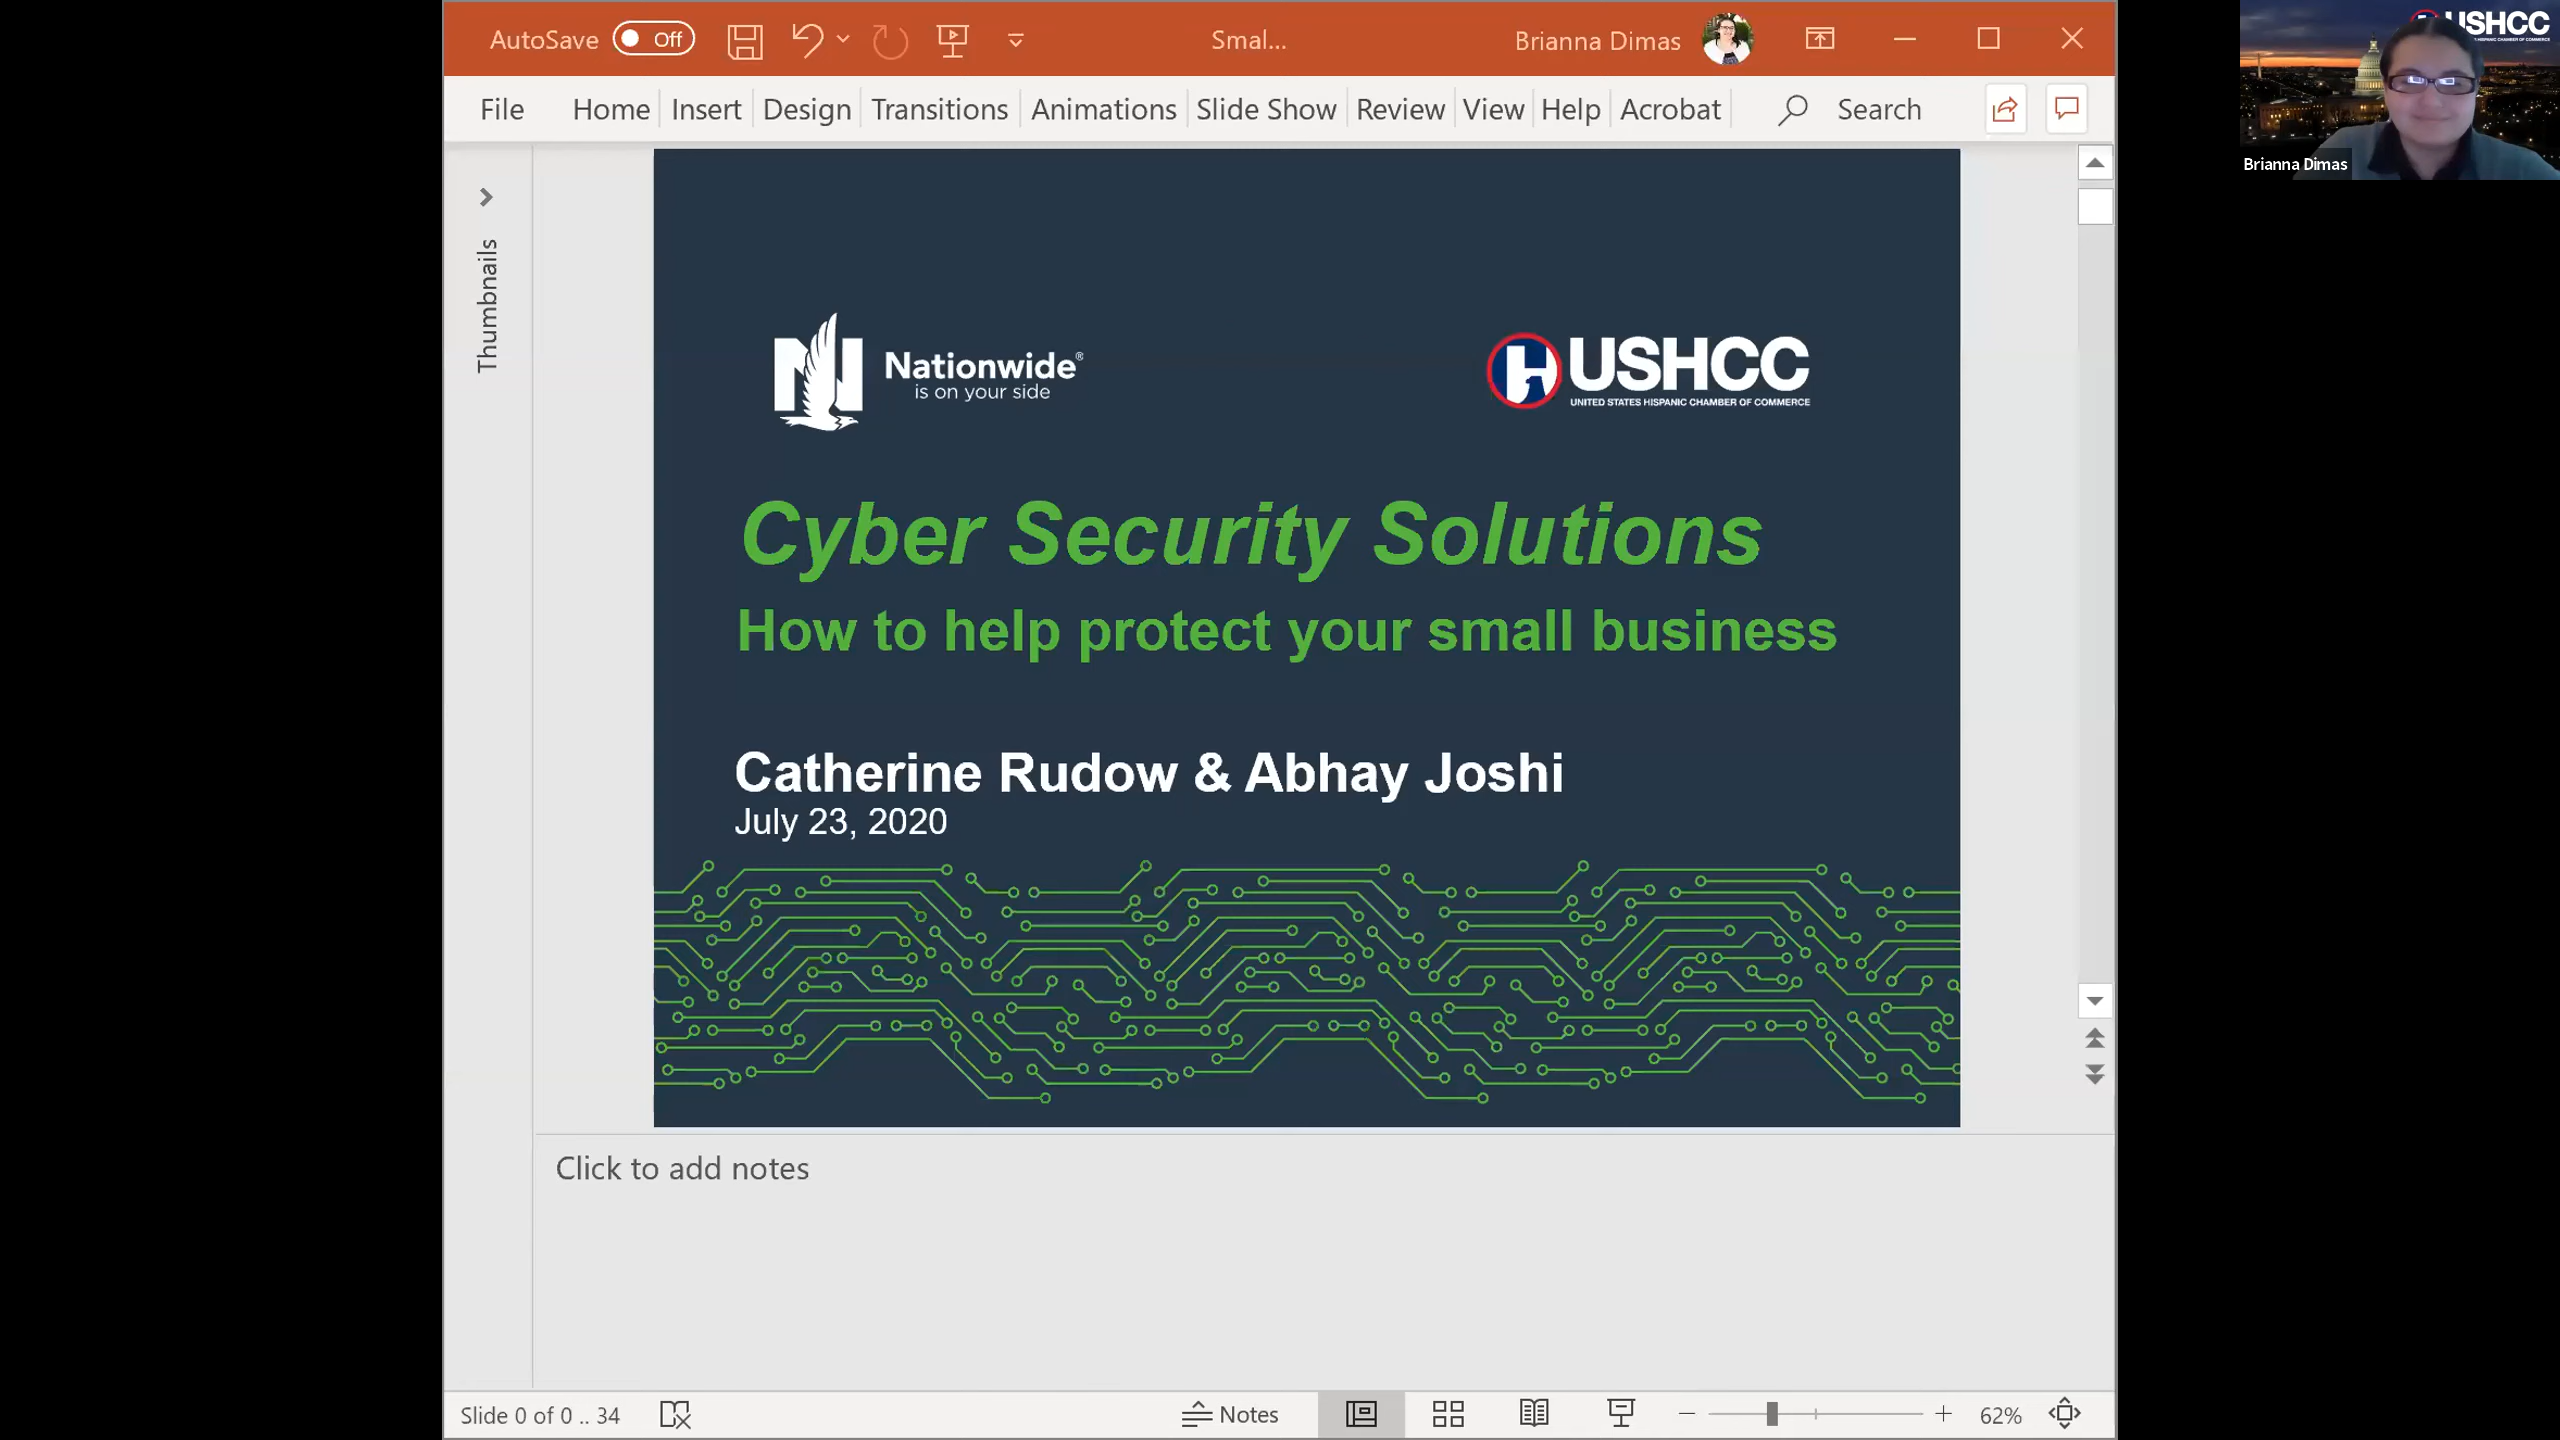 AutoSave Off Smal... Brianna Dimas
File Home Insert Design Transitions Animations Slide Show Review View Help Acrobat Search
Thumbnails
Nationwide®
is on your side
USHCC
UNITED STATES HISPANIC CHAMBER OF COMMERCE
Cyber Security Solutions
How to help protect your small business
Catherine Rudow & Abhay Joshi
July 23, 2020
Click to add notes
Slide 0 of 0 .. 34 Notes 62%
USHCC
Brianna Dimas